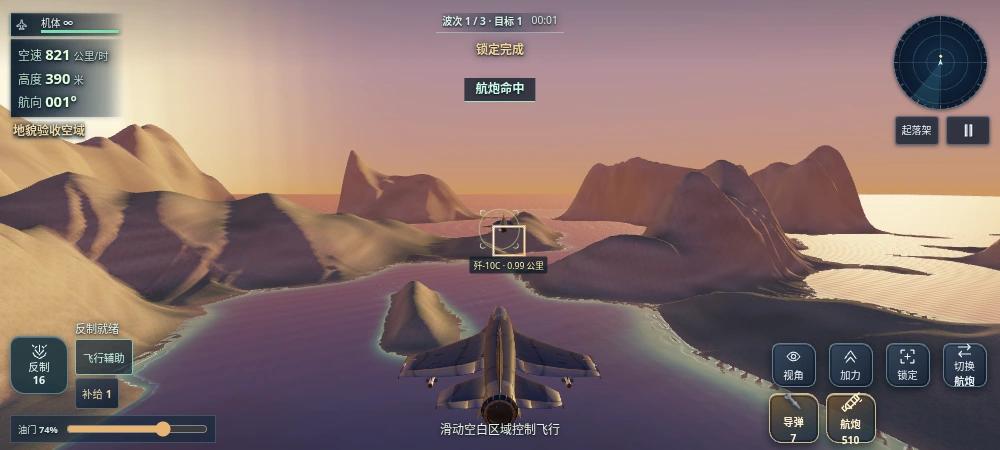 机体 ∞
空速 821 公里/时
高度 390 米
航向 001°
地貌验收空域
波次 1 / 3 · 目标 1 00:01
锁定完成
航炮命中
起落架
歼-10C · 0.99 公里
反制就绪
反制
16
飞行辅助
补给 1
油门 74%
滑动空白区域控制飞行
视角
加力
锁定
切换
航炮
导弹
7
航炮
510